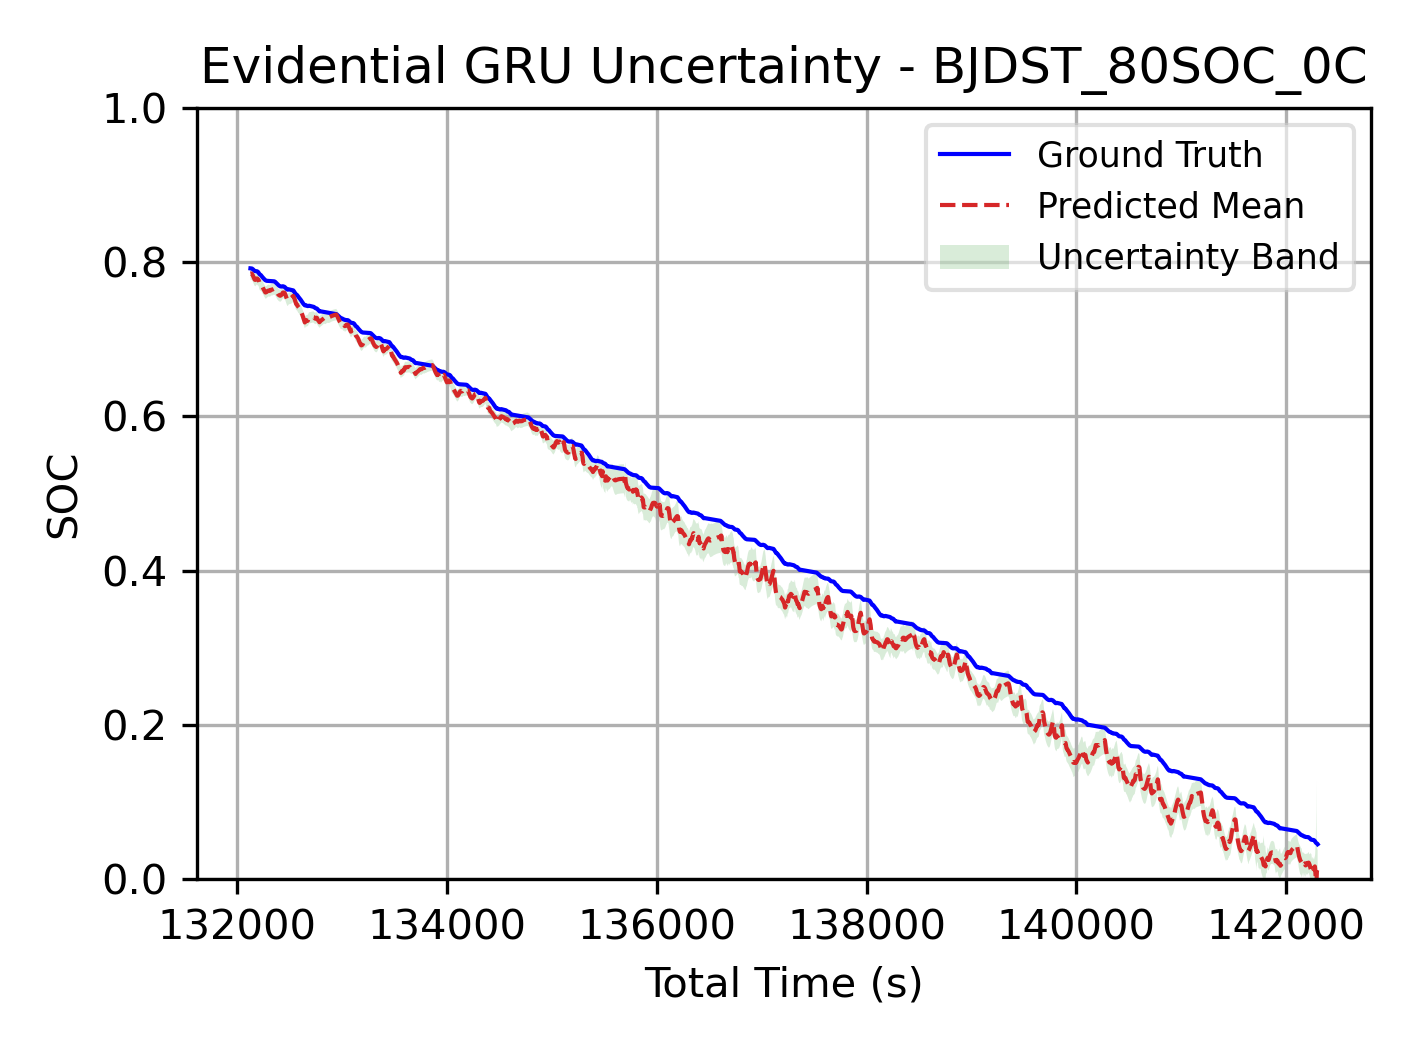 Evidential GRU Uncertainty - BJDST_80SOC_0C
1.0
0.8
0.6
0.4
0.2
0.0
SOC
Ground Truth
Predicted Mean
Uncertainty Band
132000 134000 136000 138000 140000 142000
Total Time (s)